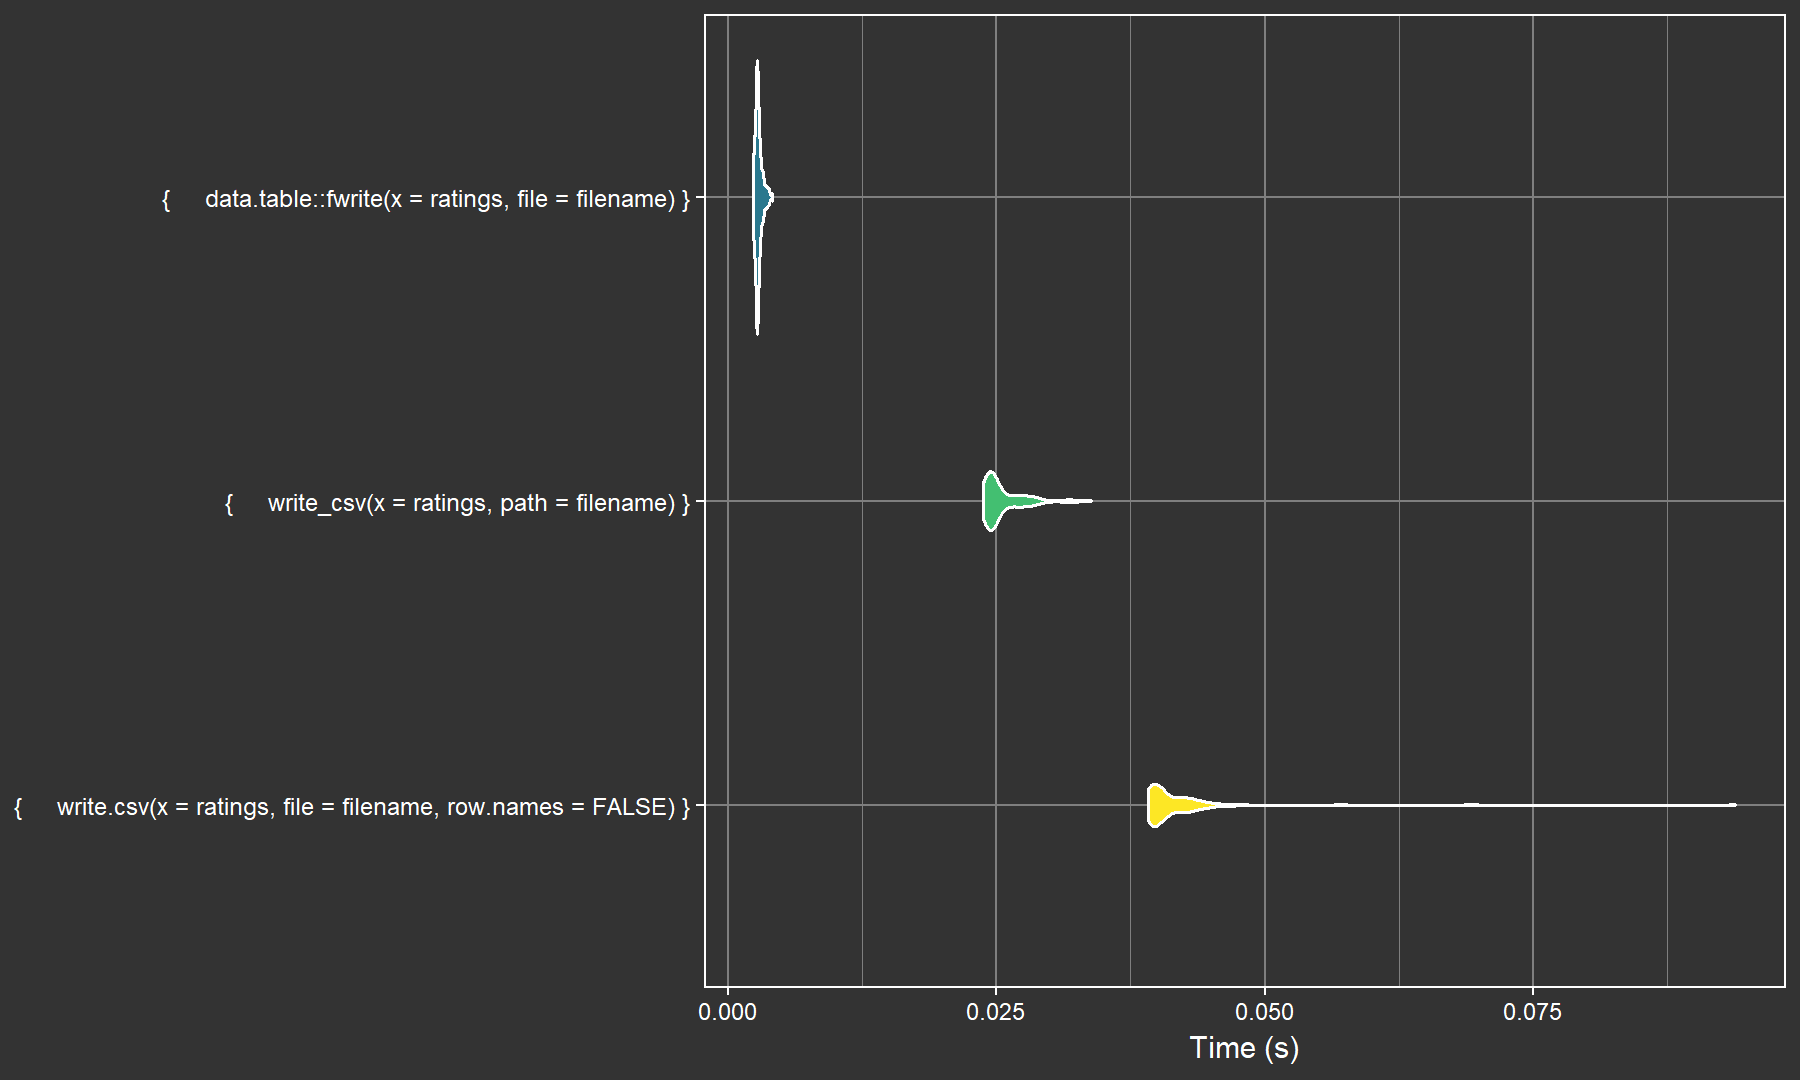 {     data.table::fwrite(x = ratings, file = filename) }
{     write_csv(x = ratings, path = filename) }
{     write.csv(x = ratings, file = filename, row.names = FALSE) }
0.000 0.025 0.050 0.075
Time (s)